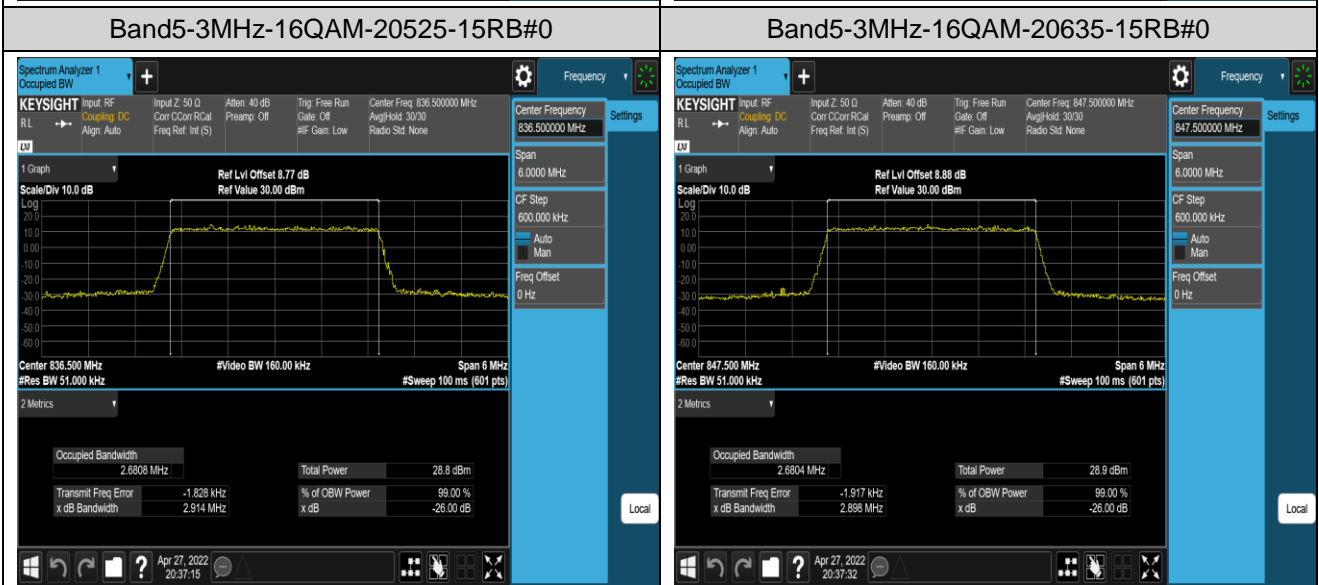 Band5-3MHz-16QAM-20525-15RB#0
Spectrum Analyzer 1
Occupied BW
+
Frequency
KEYSIGHT
RL
LXI
Input: RF
Coupling: DC
Align: Auto
Input Z: 50 Ω
Corr CCorr RCal
Freq Ref: Int (S)
Atten: 40 dB
Preamp: Off
Trig: Free Run
Gate: Off
#IF Gain: Low
Center Freq: 836.500000 MHz
Avg|Hold: 30/30
Radio Std: None
Center Frequency
836.500000 MHz
Settings
Span
6.0000 MHz
CF Step
600.000 kHz
Auto
Man
Freq Offset
0 Hz
Local
1 Graph
Scale/Div 10.0 dB
Ref Lvl Offset 8.77 dB
Ref Value 30.00 dBm
Log
20.0
10.0
0.00
-10.0
-20.0
-30.0
-40.0
-50.0
-60.0
Center 836.500 MHz
#Video BW 160.00 kHz
Span 6 MHz
#Res BW 51.000 kHz
#Sweep 100 ms (601 pts)
2 Metrics
Occupied Bandwidth
2.6808 MHz
Total Power 28.8 dBm
Transmit Freq Error -1.828 kHz
% of OBW Power 99.00 %
x dB Bandwidth 2.914 MHz
x dB -26.00 dB
?
Apr 27, 2022
20:37:15
Band5-3MHz-16QAM-20635-15RB#0
Spectrum Analyzer 1
Occupied BW
+
Frequency
KEYSIGHT
RL
LXI
Input: RF
Coupling: DC
Align: Auto
Input Z: 50 Ω
Corr CCorr RCal
Freq Ref: Int (S)
Atten: 40 dB
Preamp: Off
Trig: Free Run
Gate: Off
#IF Gain: Low
Center Freq: 847.500000 MHz
Avg|Hold: 30/30
Radio Std: None
Center Frequency
847.500000 MHz
Settings
Span
6.0000 MHz
CF Step
600.000 kHz
Auto
Man
Freq Offset
0 Hz
Local
1 Graph
Scale/Div 10.0 dB
Ref Lvl Offset 8.88 dB
Ref Value 30.00 dBm
Log
20.0
10.0
0.00
-10.0
-20.0
-30.0
-40.0
-50.0
-60.0
Center 847.500 MHz
#Video BW 160.00 kHz
Span 6 MHz
#Res BW 51.000 kHz
#Sweep 100 ms (601 pts)
2 Metrics
Occupied Bandwidth
2.6804 MHz
Total Power 28.9 dBm
Transmit Freq Error -1.917 kHz
% of OBW Power 99.00 %
x dB Bandwidth 2.898 MHz
x dB -26.00 dB
?
Apr 27, 2022
20:37:32